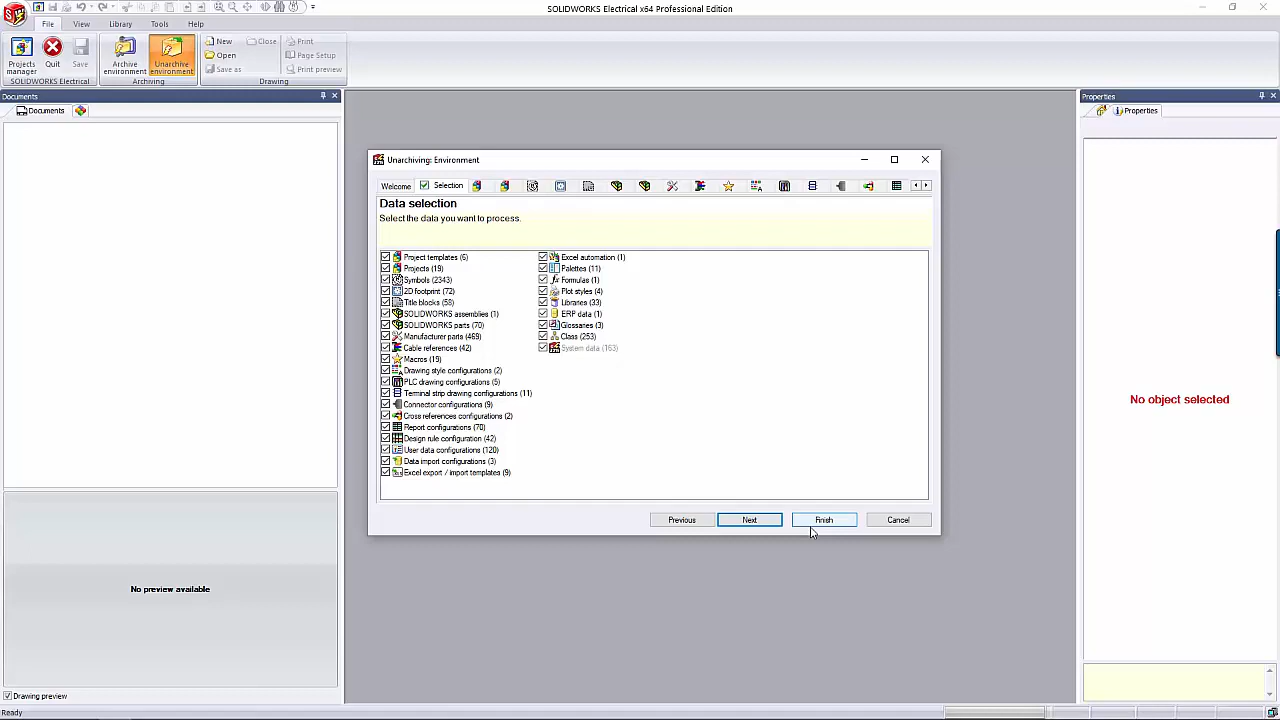 SOLIDWORKS Electrical x64 Professional Edition
File View Library Tools Help
Projects manager
Quit
Save
SOLIDWORKS Electrical
Archive environment
Unarchive environment
Archiving
New
Open
Save as
Close
Print
Page Setup
Print preview
Drawing
Documents
Documents
Properties
Properties
Unarchiving: Environment
Welcome Selection
Data selection
Select the data you want to process.
Project templates (6)
Projects (19)
Symbols (2343)
2D footprint (72)
Title blocks (58)
SOLIDWORKS assemblies (1)
SOLIDWORKS parts (70)
Manufacturer parts (469)
Cable references (42)
Macros (19)
Drawing style configurations (2)
PLC drawing configurations (5)
Terminal strip drawing configurations (11)
Connector configurations (9)
Cross references configurations (2)
Report configurations (70)
Design rule configuration (42)
User data configurations (120)
Data import configurations (3)
Excel export / import templates (9)
Excel automation (1)
Palettes (11)
Formulas (1)
Plot styles (4)
Libraries (33)
ERP data (1)
Glossaries (3)
Class (253)
System data (163)
Previous Next Finish Cancel
No object selected
No preview available
Drawing preview
Ready